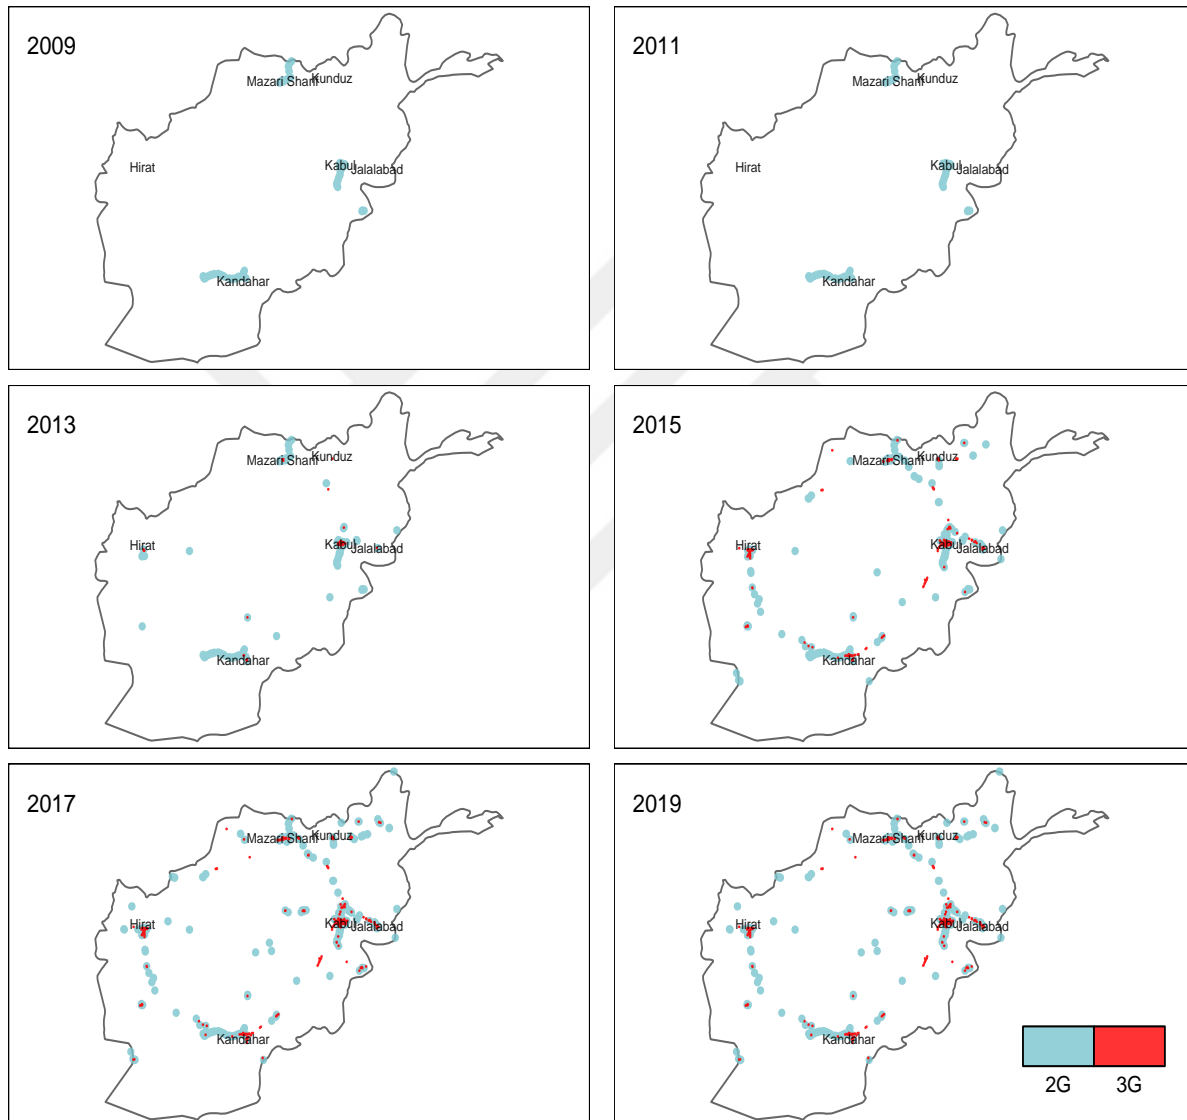 2009
Mazari Sharif Kunduz
Hirat
Kabul
Jalalabad
Kandahar
2011
Mazari Sharif Kunduz
Hirat
Kabul
Jalalabad
Kandahar
2013
Mazari Sharif Kunduz
Hirat
Kabul
Jalalabad
Kandahar
2015
Mazari Sharif Kunduz
Hirat
Kabul
Jalalabad
Kandahar
2017
Mazari Sharif Kunduz
Hirat
Kabul
Jalalabad
Kandahar
2019
Mazari Sharif Kunduz
Hirat
Kabul
Jalalabad
Kandahar
2G 3G